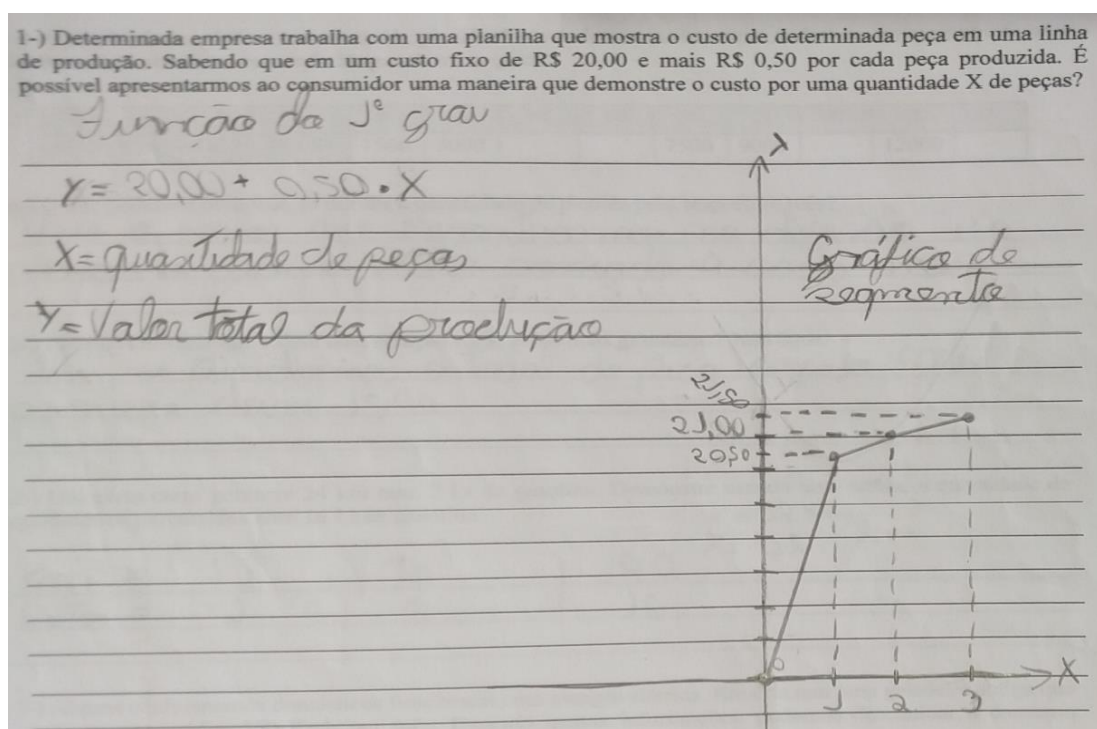 1-) Determinada empresa trabalha com uma planilha que mostra o custo de determinada peça em uma linha
de produção. Sabendo que em um custo fixo de R$ 20,00 e mais R$ 0,50 por cada peça produzida. É
possível apresentarmos ao consumidor uma maneira que demonstre o custo por uma quantidade X de peças?
Função do 1º grau
Y = 20,00 + 0,50 . X
X = quantidade de peças
Y = Valor total da produção
Y
Gráfico de
segmento
21,50
21,00
20,50
0
X
1 2 3